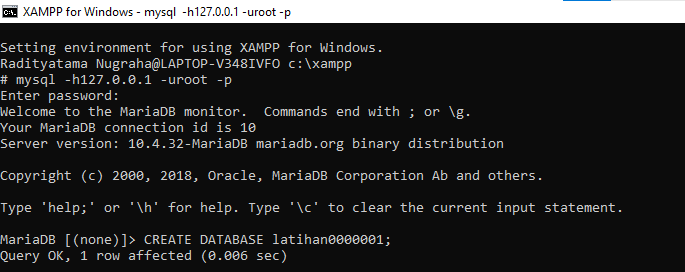 XAMPP for Windows - mysql -h127.0.0.1 -uroot -p
Setting environment for using XAMPP for Windows.
Radityatama Nugraha@LAPTOP-V348IVFO c:\xampp
# mysql -h127.0.0.1 -uroot -p
Enter password:
Welcome to the MariaDB monitor.  Commands end with ; or \g.
Your MariaDB connection id is 10
Server version: 10.4.32-MariaDB mariadb.org binary distribution
Copyright (c) 2000, 2018, Oracle, MariaDB Corporation Ab and others.
Type 'help;' or '\h' for help. Type '\c' to clear the current input statement.
MariaDB [(none)]> CREATE DATABASE latihan0000001;
Query OK, 1 row affected (0.006 sec)